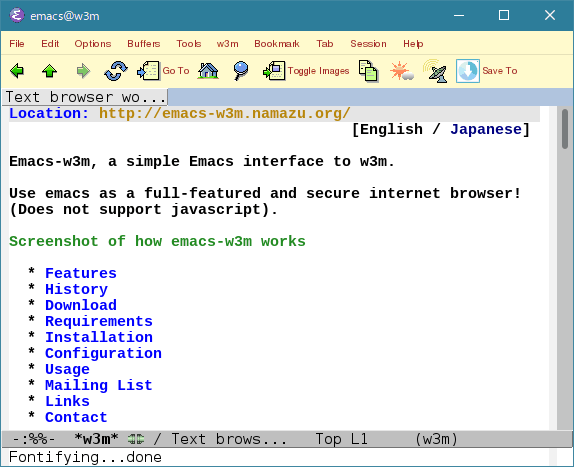 emacs@w3m
File Edit Options Buffers Tools w3m Bookmark Tab Session Help
Go To Toggle Images Save To
Text browser wo...
Location: http://emacs-w3m.namazu.org/
[English / Japanese]
Emacs-w3m, a simple Emacs interface to w3m.
Use emacs as a full-featured and secure internet browser!
(Does not support javascript).
Screenshot of how emacs-w3m works
* Features
* History
* Download
* Requirements
* Installation
* Configuration
* Usage
* Mailing List
* Links
* Contact
-:%%- *w3m* / Text brows... Top L1 (w3m)
Fontifying...done